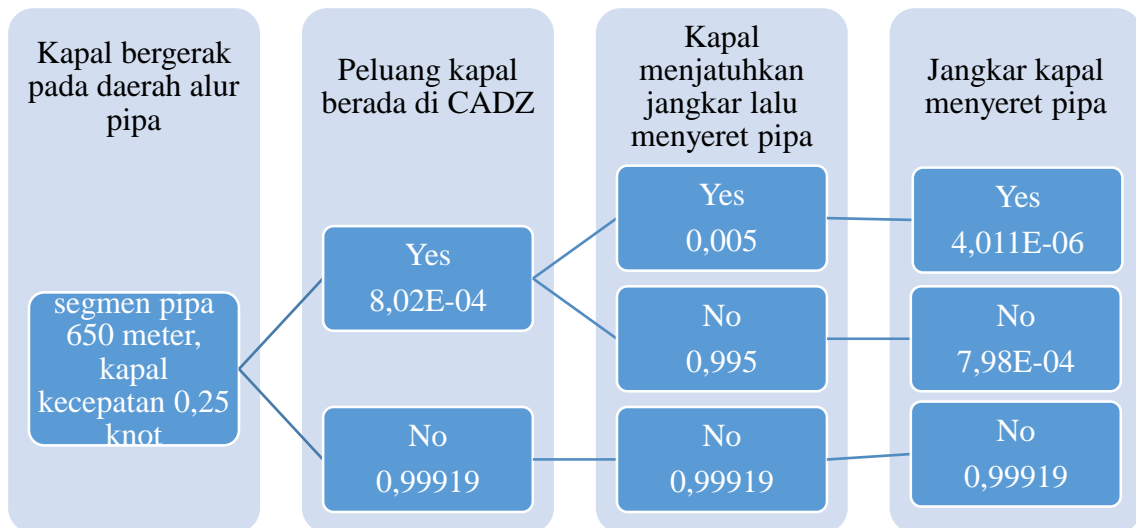 Kapal bergerak
pada daerah alur
pipa
segmen pipa
650 meter,
kapal
kecepatan 0,25
knot
Peluang kapal
berada di CADZ
Yes
8,02E-04
No
0,99919
Kapal
menjatuhkan
jangkar lalu
menyeret pipa
Yes
0,005
No
0,995
No
0,99919
Jangkar kapal
menyeret pipa
Yes
4,011E-06
No
7,98E-04
No
0,99919